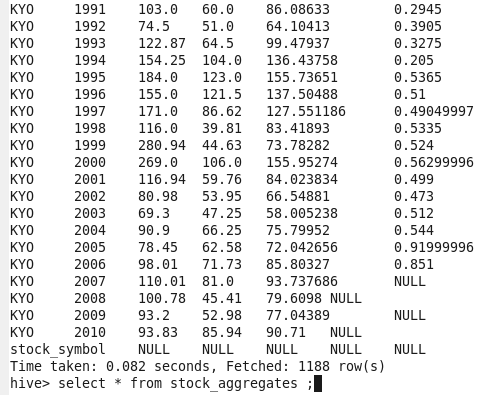 KYO 1991 103.0 60.0 86.08633 0.2945
KYO 1992 74.5 51.0 64.10413 0.3905
KYO 1993 122.87 64.5 99.47937 0.3275
KYO 1994 154.25 104.0 136.43758 0.205
KYO 1995 184.0 123.0 155.73651 0.5365
KYO 1996 155.0 121.5 137.50488 0.51
KYO 1997 171.0 86.62 127.551186 0.49049997
KYO 1998 116.0 39.81 83.41893 0.5335
KYO 1999 280.94 44.63 73.78282 0.524
KYO 2000 269.0 106.0 155.95274 0.56299996
KYO 2001 116.94 59.76 84.023834 0.499
KYO 2002 80.98 53.95 66.54881 0.473
KYO 2003 69.3 47.25 58.005238 0.512
KYO 2004 90.9 66.25 75.79952 0.544
KYO 2005 78.45 62.58 72.042656 0.91999996
KYO 2006 98.01 71.73 85.80327 0.851
KYO 2007 110.01 81.0 93.737686 NULL
KYO 2008 100.78 45.41 79.6098 NULL
KYO 2009 93.2 52.98 77.04389 NULL
KYO 2010 93.83 85.94 90.71 NULL
stock_symbol NULL NULL NULL NULL NULL
Time taken: 0.082 seconds, Fetched: 1188 row(s)
hive> select * from stock_aggregates ;